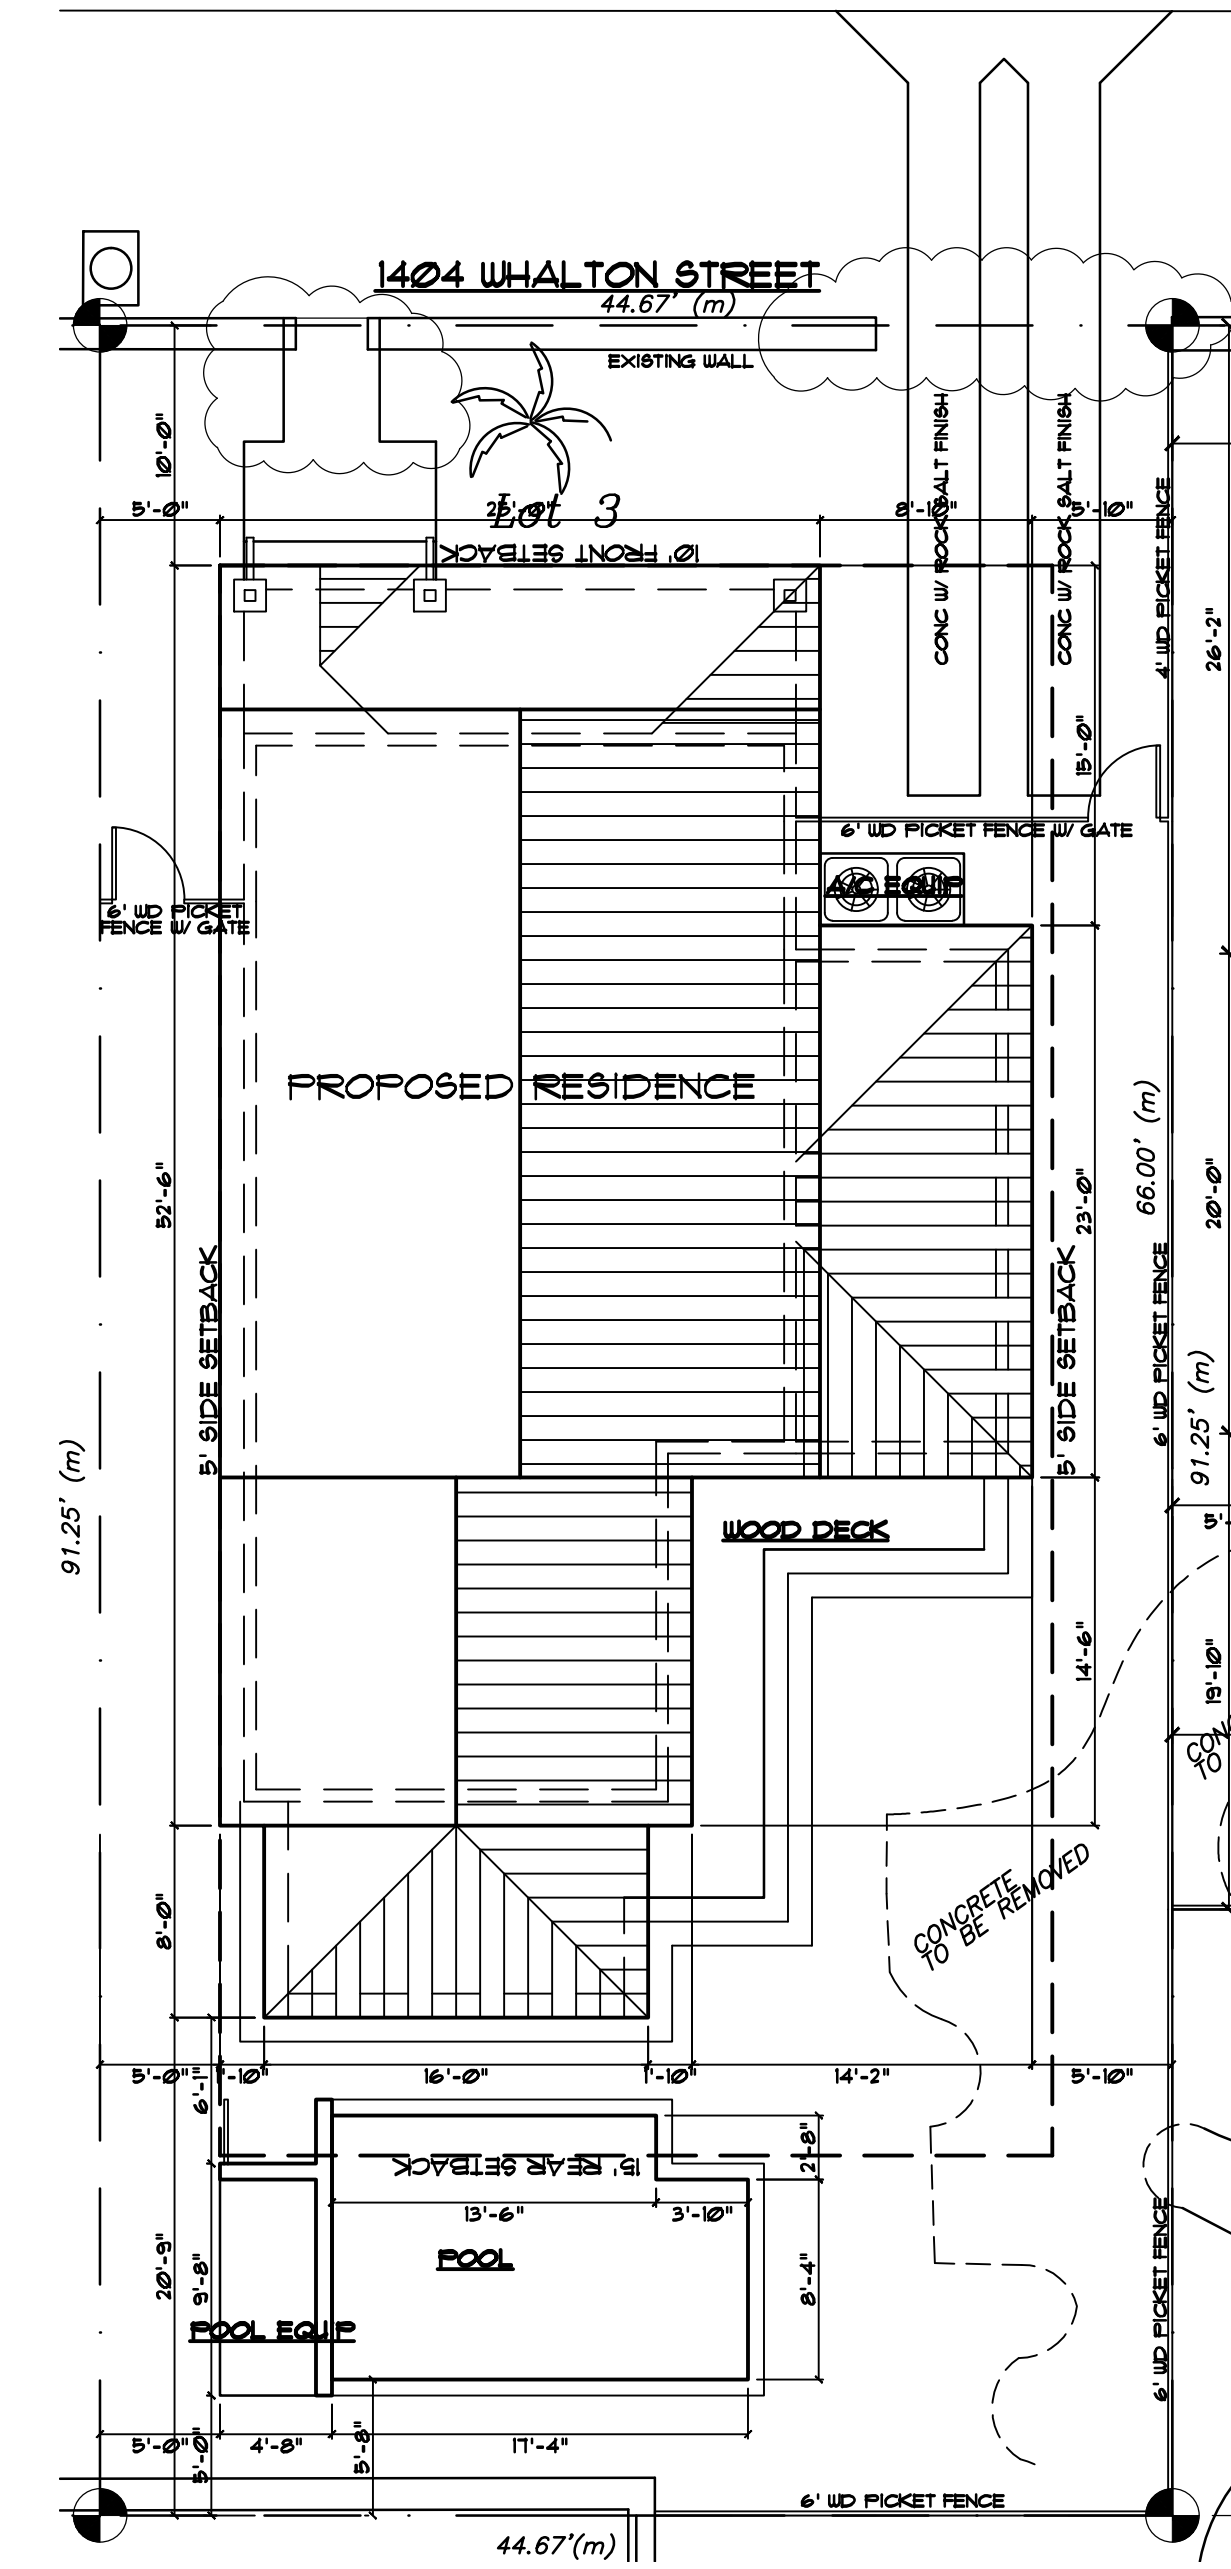 1404 WHALTON STREET
44.67' (m)
EXISTING WALL
10'-0"
CONC W/ ROCK SALT FINISH
CONC W/ ROCK SALT FINISH
4' WD PICKET FENCE
5'-0"
25'-0"
Lot 3
8'-10"
5'-10"
10' FRONT SETBACK
26'-2"
15'-0"
6' WD PICKET FENCE W/ GATE
A/C EQUIP
6' WD PICKET
FENCE W/ GATE
PROPOSED RESIDENCE
52'-6"
23'-0"
66.00' (m)
20'-0"
5' SIDE SETBACK
5' SIDE SETBACK
6' WD PICKET FENCE
91.25' (m)
91.25' (m)
WOOD DECK
14'-6"
19'-10"
8'-0"
CONCRETE
TO BE REMOVED
5'-0"
1'-10"
16'-0"
1'-10"
14'-2"
5'-10"
2'-8"
15' REAR SETBACK
13'-6"
3'-10"
POOL
20'-9"
9'-8"
8'-4"
POOL EQUIP
6' WD PICKET FENCE
5'-0"
5'-0"
4'-8"
5'-8"
17'-4"
6' WD PICKET FENCE
44.67'(m)